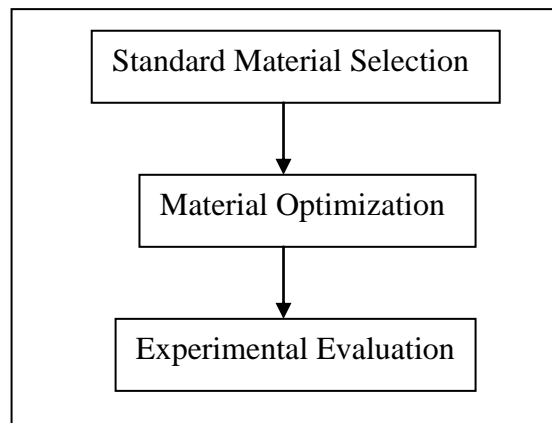 Standard Material Selection
Material Optimization
Experimental Evaluation